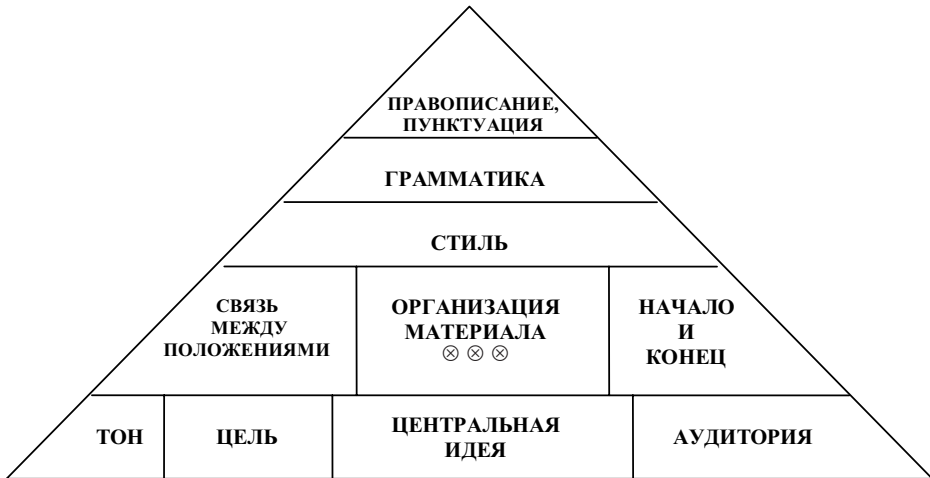 ПРАВОПИСАНИЕ,
ПУНКТУАЦИЯ
ГРАММАТИКА
СТИЛЬ
СВЯЗЬ
МЕЖДУ
ПОЛОЖЕНИЯМИ
ОРГАНИЗАЦИЯ
МАТЕРИАЛА
⊗ ⊗ ⊗
НАЧАЛО
И
КОНЕЦ
ТОН
ЦЕЛЬ
ЦЕНТРАЛЬНАЯ
ИДЕЯ
АУДИТОРИЯ